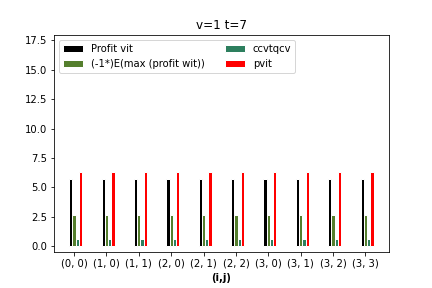 v=1 t=7
17.5
15.0
12.5
10.0
7.5
5.0
2.5
0.0
Profit vit
(-1*)E(max (profit wit))
ccvtqcv
pvit
(0, 0) (1, 0) (1, 1) (2, 0) (2, 1) (2, 2) (3, 0) (3, 1) (3, 2) (3, 3)
(i,j)